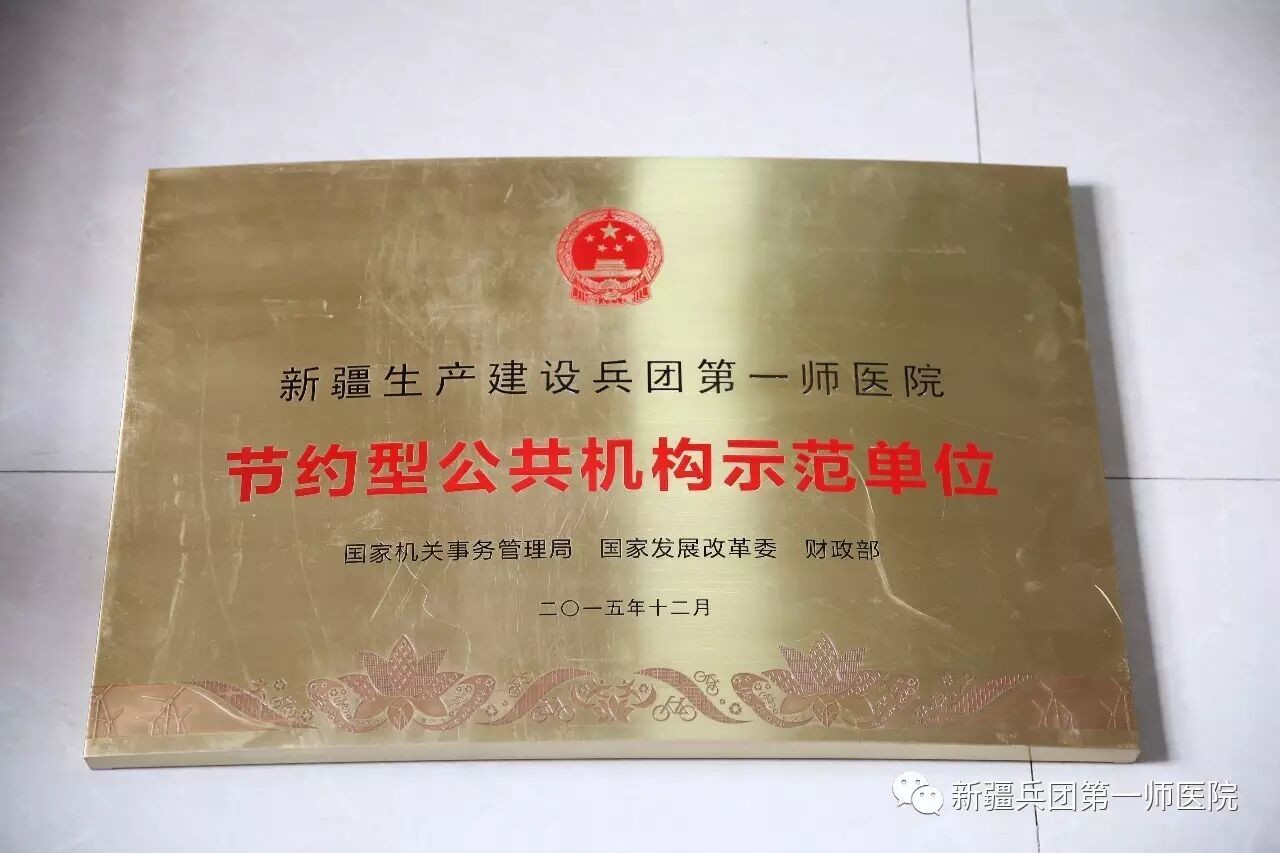 新疆生产建设兵团第一师医院
节约型公共机构示范单位
国家机关事务管理局 国家发展改革委 财政部
二〇一五年十二月
新疆兵团第一师医院